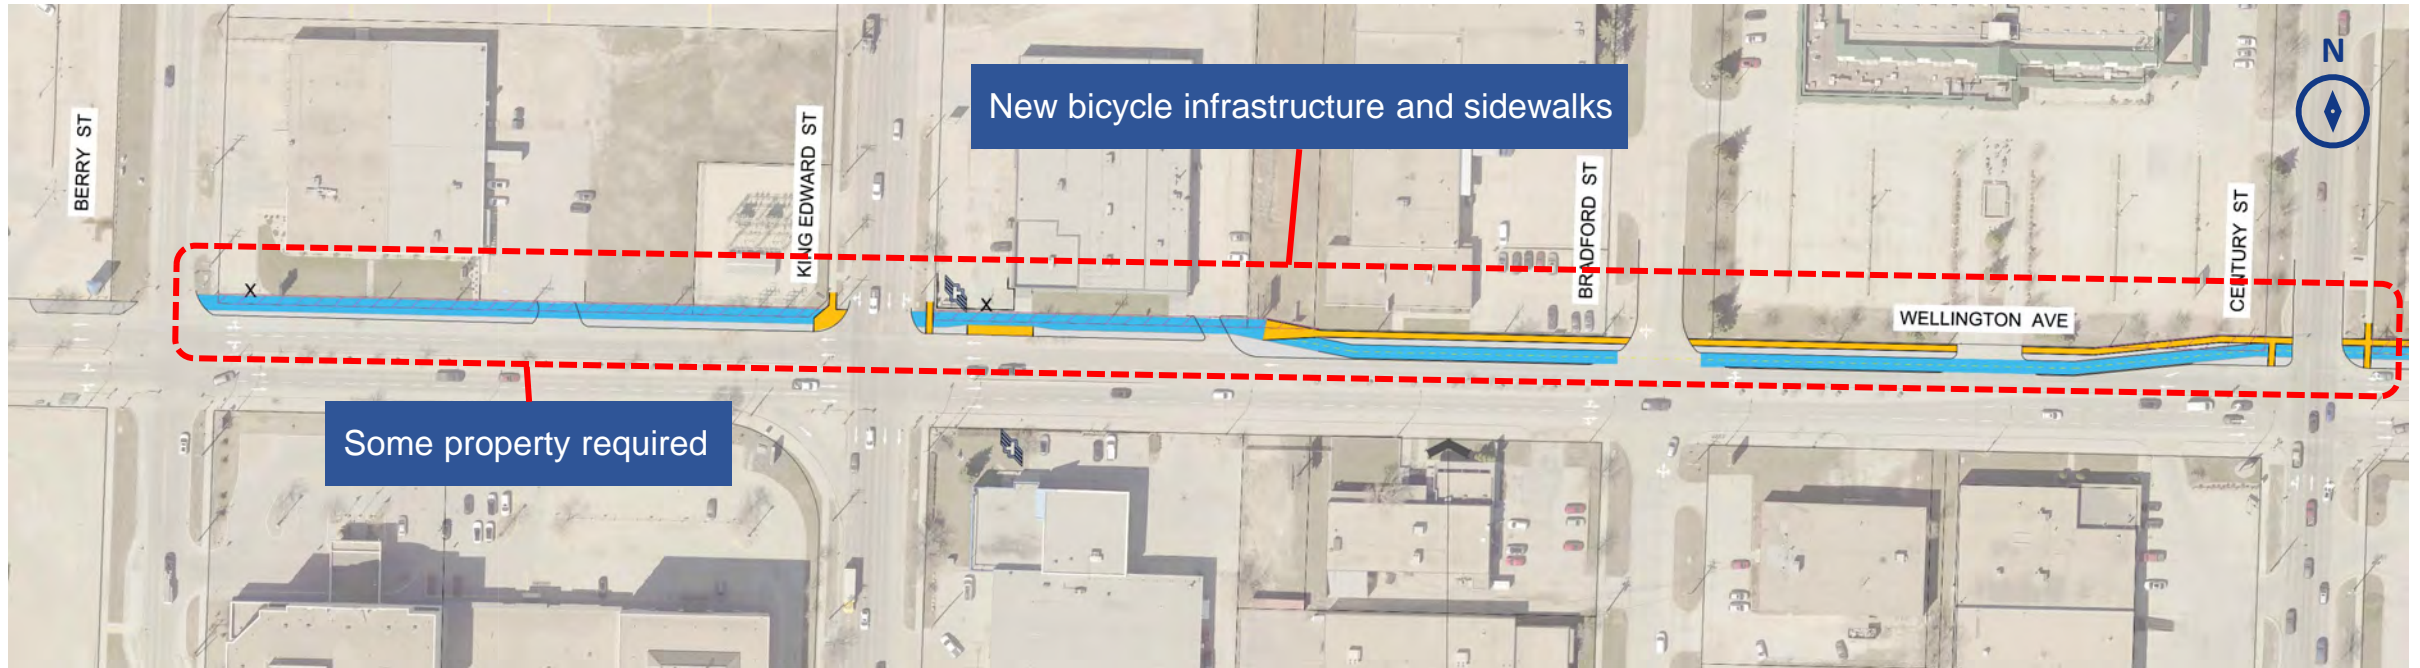 N
New bicycle infrastructure and sidewalks
BERRY ST
KING EDWARD ST
BRADFORD ST
CENTURY ST
X
X
WELLINGTON AVE
Some property required